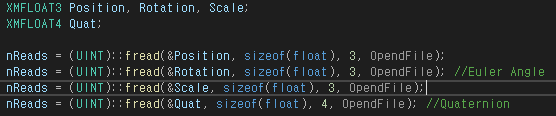 XMFLOAT3 Position, Rotation, Scale;
XMFLOAT4 Quat;
nReads = (UINT)::fread(&Position, sizeof(float), 3, OpendFile);
nReads = (UINT)::fread(&Rotation, sizeof(float), 3, OpendFile); //Euler Angle
nReads = (UINT)::fread(&Scale, sizeof(float), 3, OpendFile);
nReads = (UINT)::fread(&Quat, sizeof(float), 4, OpendFile); //Quaternion